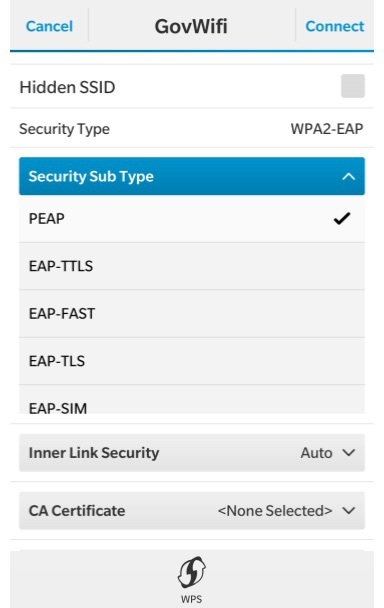 Cancel GovWifi Connect
Hidden SSID
Security Type WPA2-EAP
Security Sub Type
PEAP
EAP-TTLS
EAP-FAST
EAP-TLS
EAP-SIM
Inner Link Security Auto
CA Certificate <None Selected>
WPS